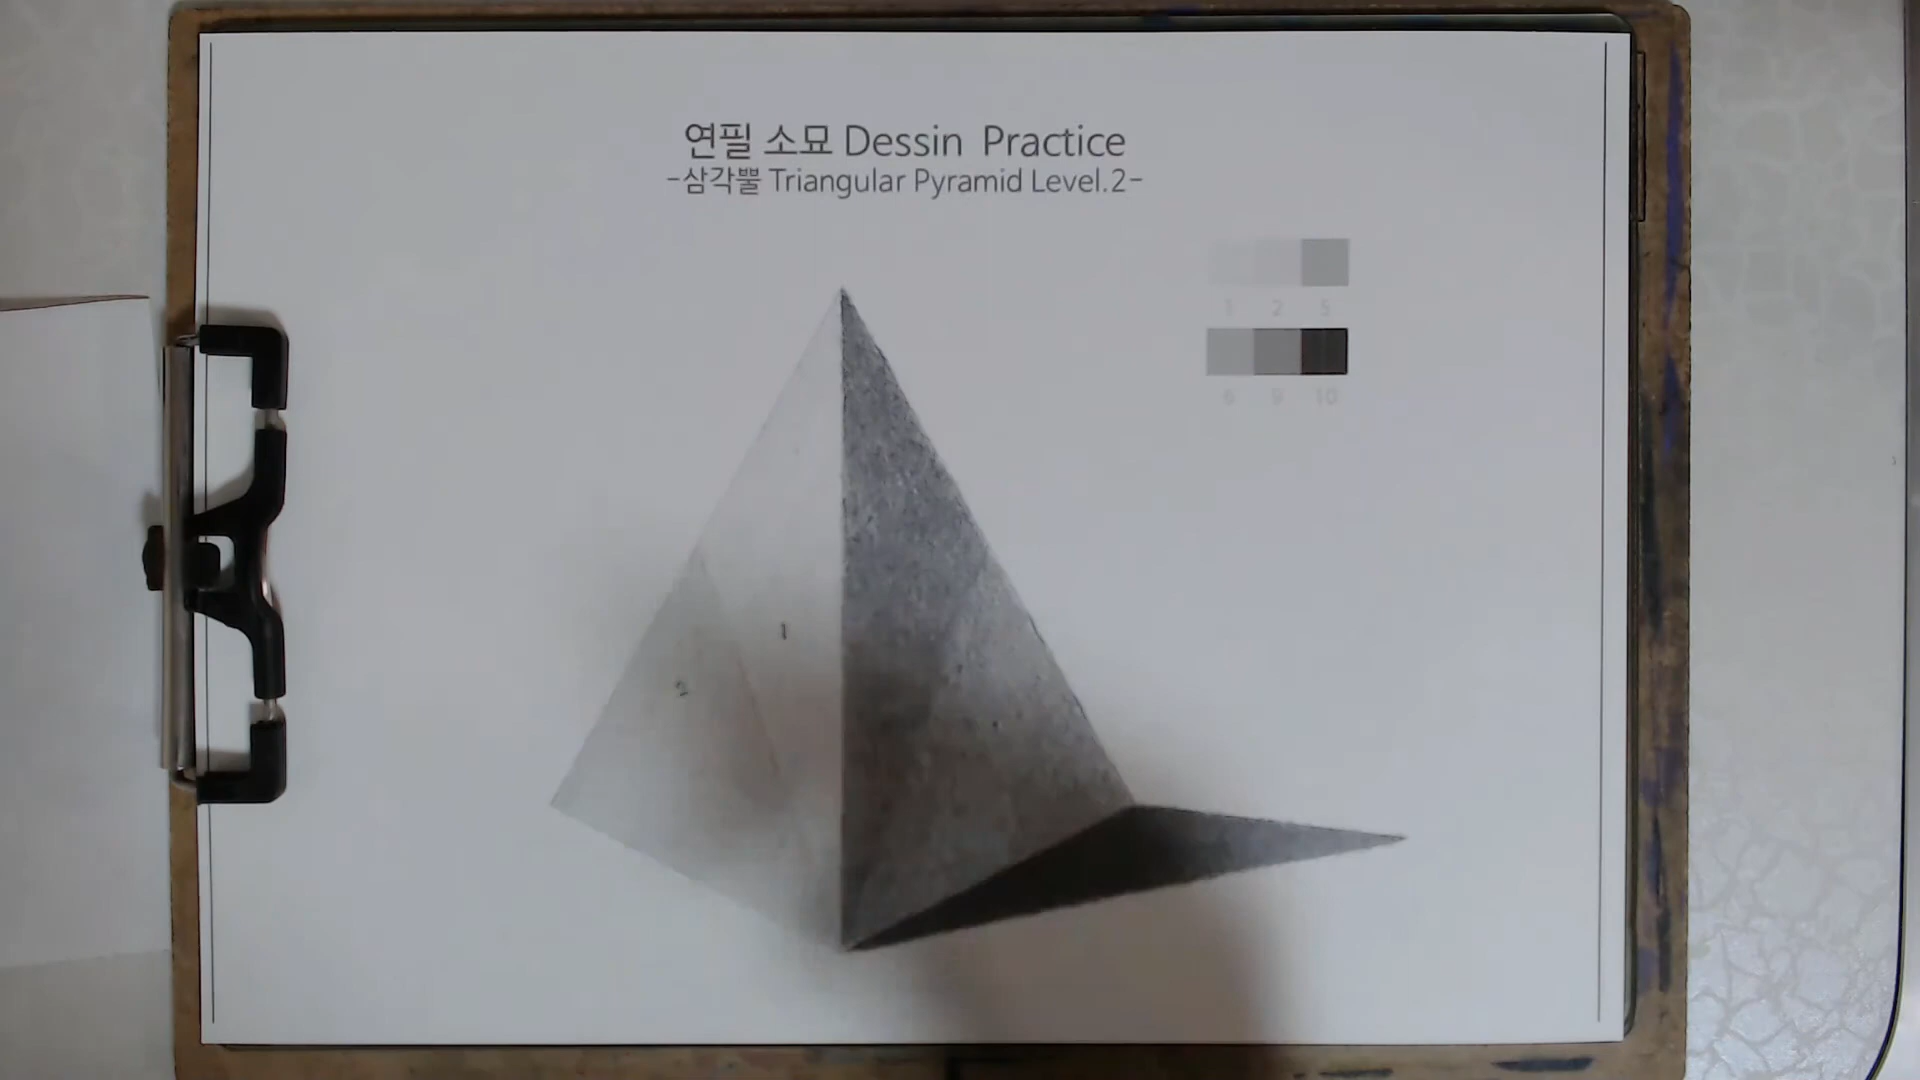 연필 소묘 Dessin Practice
-삼각뿔 Triangular Pyramid Level.2-
1 2 5
6 9 10
1
2